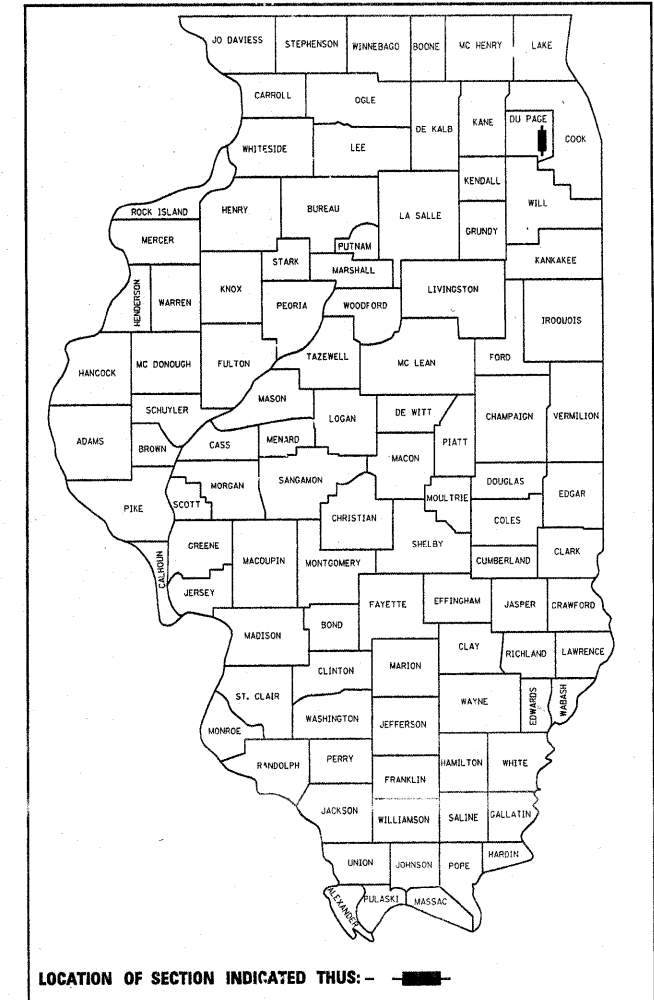 JO DAVIESS STEPHENSON WINNEBAGO BOONE MC HENRY LAKE
CARROLL OGLE DE KALB KANE DU PAGE COOK
WHITESIDE LEE
KENDALL WILL
ROCK ISLAND HENRY BUREAU LA SALLE
MERCER PUTNAM GRUNDY
STARK MARSHALL KANKAKEE
HENDERSON WARREN KNOX PEORIA WOODFORD LIVINGSTON IROQUOIS
HANCOCK MC DONOUGH FULTON TAZEWELL MC LEAN FORD
MASON
SCHUYLER LOGAN DE WITT CHAMPAIGN VERMILION
ADAMS BROWN CASS MENARD MACON PIATT
MORGAN SANGAMON DOUGLAS
PIKE SCOTT CHRISTIAN MOULTRIE EDGAR
COLES
GREENE MACOUPIN MONTGOMERY SHELBY CUMBERLAND CLARK
CALHOUN JERSEY
FAYETTE EFFINGHAM JASPER CRAWFORD
MADISON BOND
CLAY RICHLAND LAWRENCE
CLINTON MARION
ST. CLAIR WAYNE EDWARDS WABASH
WASHINGTON JEFFERSON
MONROE
RANDOLPH PERRY HAMILTON WHITE
FRANKLIN
JACKSON WILLIAMSON SALINE GALLATIN
UNION JOHNSON POPE HARDIN
ALEXANDER PULASKI MASSAC
LOCATION OF SECTION INDICATED THUS: –